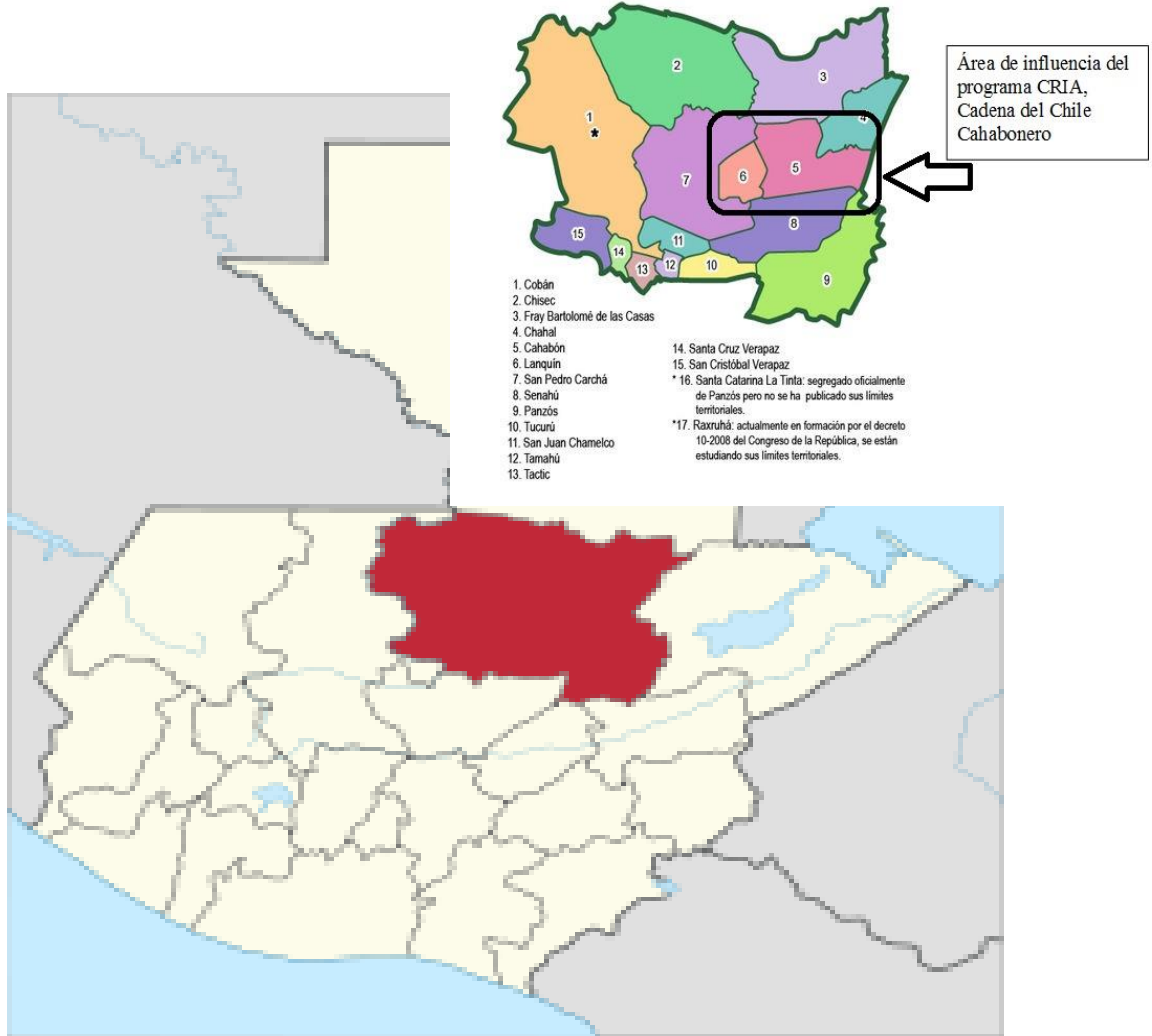 Área de influencia del
programa CRIA,
Cadena del Chile
Cahabonero
1
*
2
3
4
5
6
7
8
9
10
11
12
13
14
15
1. Cobán
2. Chisec
3. Fray Bartolomé de las Casas
4. Chahal
5. Cahabón
6. Lanquín
7. San Pedro Carchá
8. Senahú
9. Panzós
10. Tucurú
11. San Juan Chamelco
12. Tamahú
13. Tactic
14. Santa Cruz Verapaz
15. San Cristóbal Verapaz
* 16. Santa Catarina La Tinta: segregado oficialmente
de Panzós pero no se ha publicado sus límites
territoriales.
*17. Raxruhá: actualmente en formación por el decreto
10-2008 del Congreso de la República, se están
estudiando sus límites territoriales.